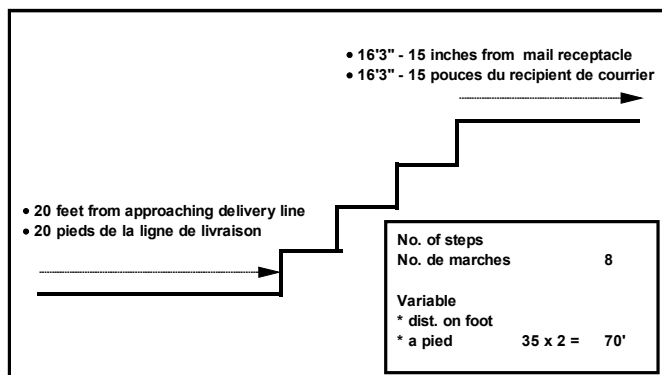 • 16'3" - 15 inches from mail receptacle
• 16'3" - 15 pouces du recipient de courrier
• 20 feet from approaching delivery line
• 20 pieds de la ligne de livraison
No. of steps
No. de marches 8
Variable
* dist. on foot
* a pied 35 x 2 = 70'